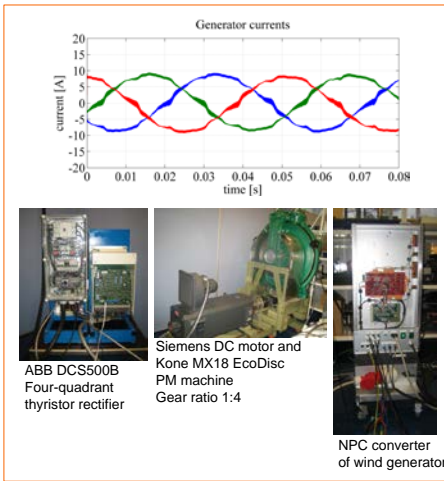 Generator currents
current [A]
20
15
10
5
0
-5
-10
-15
-20
0
0.01
0.02
0.03
0.04
0.05
0.06
0.07
0.08
time [s]
ABB DCS500B
Four-quadrant
thyristor rectifier
Siemens DC motor and
Kone MX18 EcoDisc
PM machine
Gear ratio 1:4
NPC converter
of wind generator